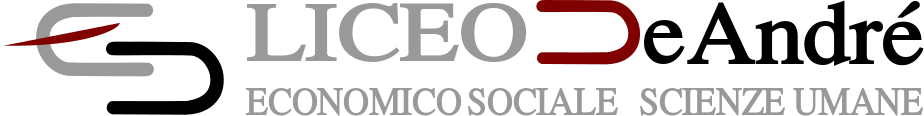 LICEO DeAndré
ECONOMICO SOCIALE SCIENZE UMANE